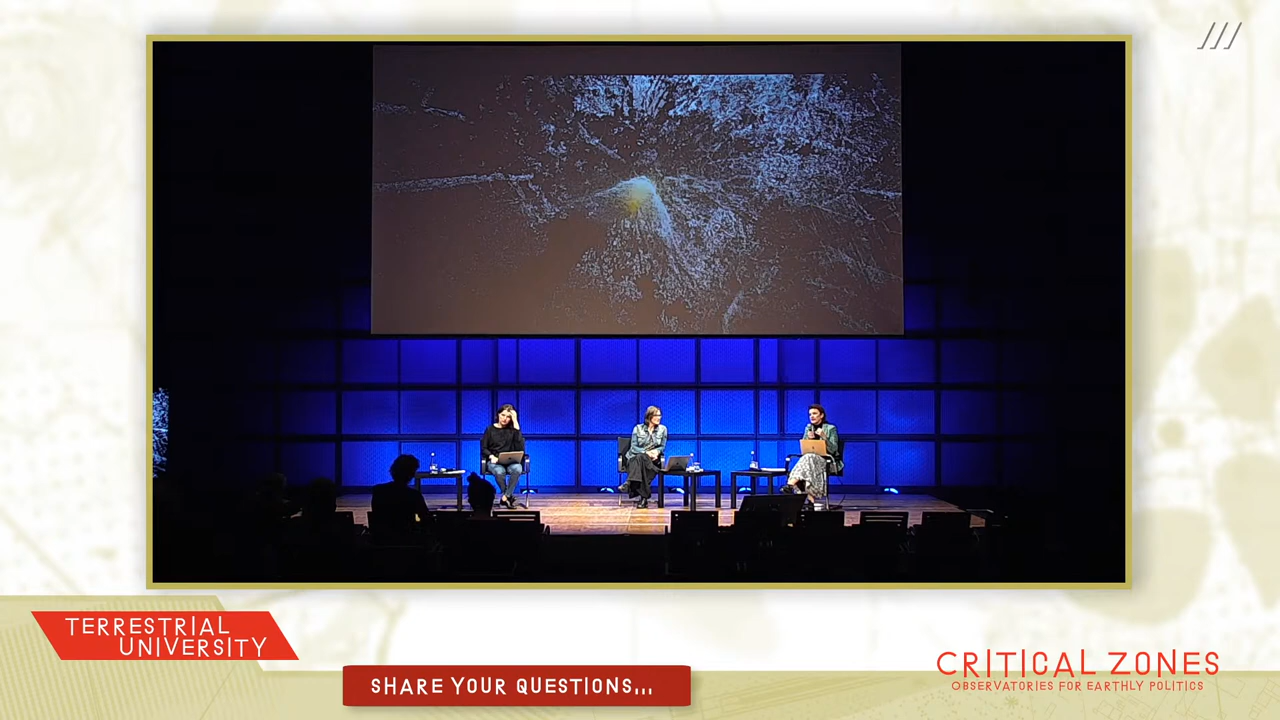 ///
TERRESTRIAL
UNIVERSITY
SHARE YOUR QUESTIONS...
CRITICAL ZONES
OBSERVATORIES FOR EARTHLY POLITICS